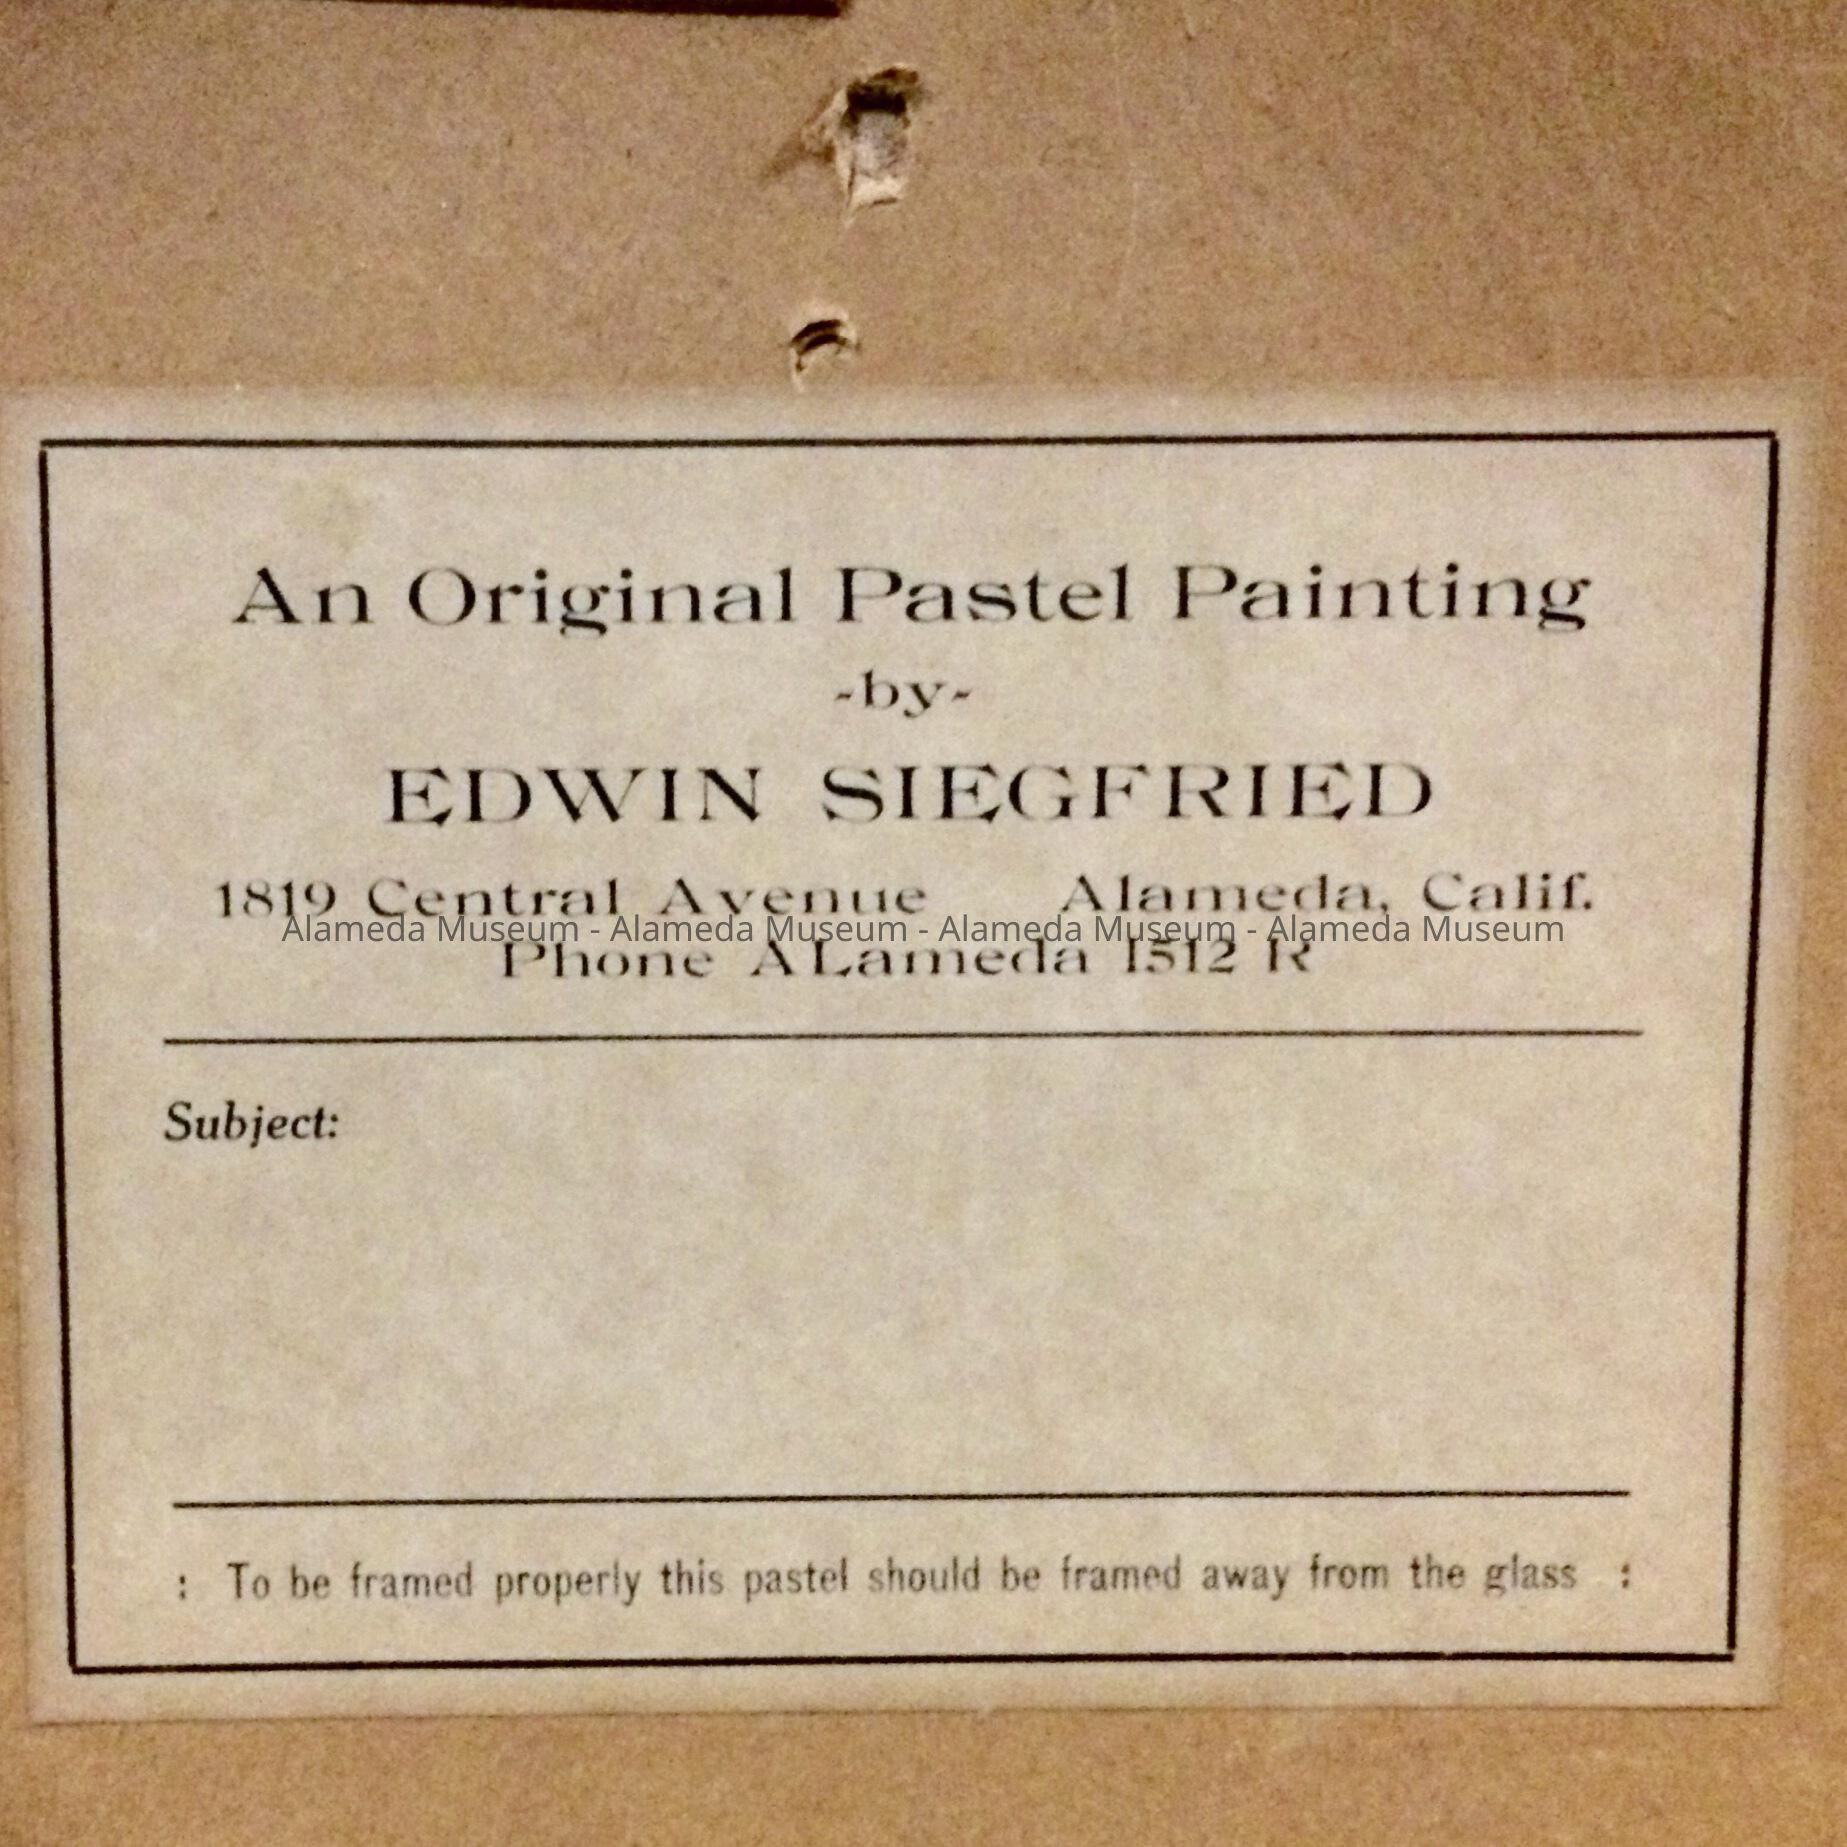 An Original Pastel Painting
-by-
EDWIN SIEGFRIED
1819 Central Avenue Alameda, Calif.
Alameda Museum - Alameda Museum - Alameda Museum - Alameda Museum
Phone ALameda 1512 R
Subject:
: To be framed properly this pastel should be framed away from the glass :